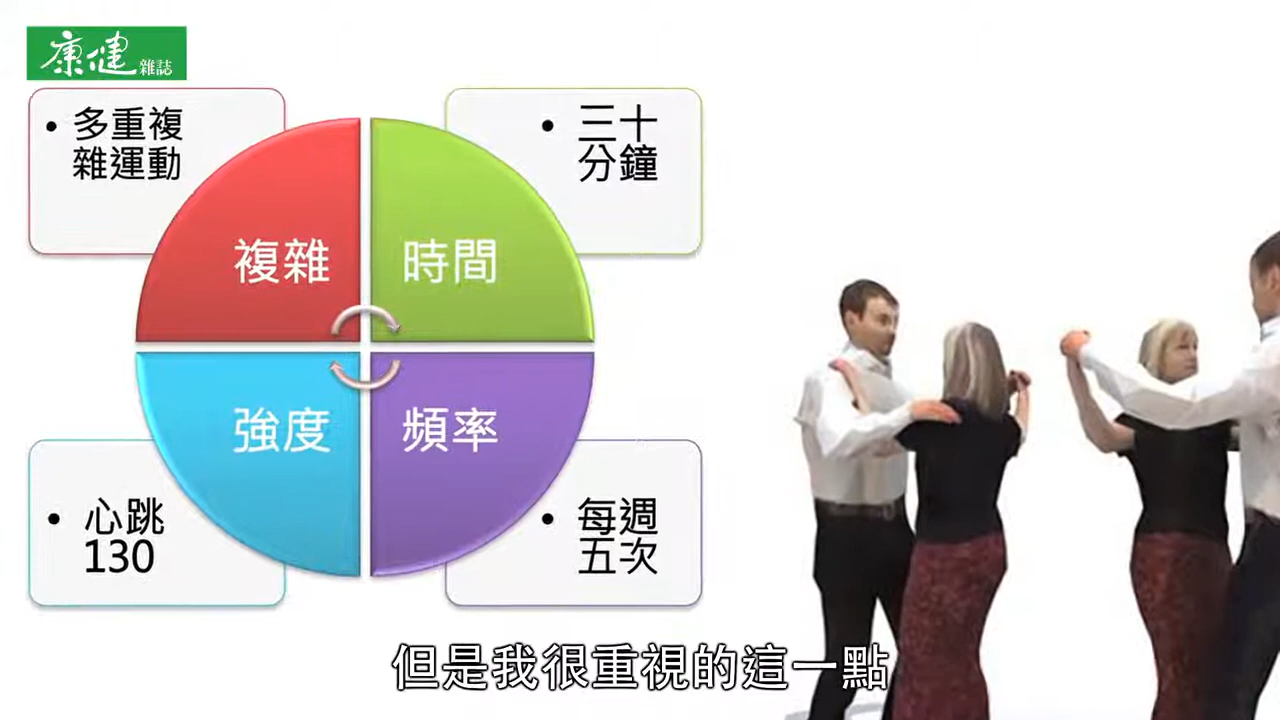 康健雜誌
• 多重複
雜運動
• 三十
分鐘
複雜
時間
強度
頻率
• 心跳
130
• 每週
五次
但是我很重視的這一點